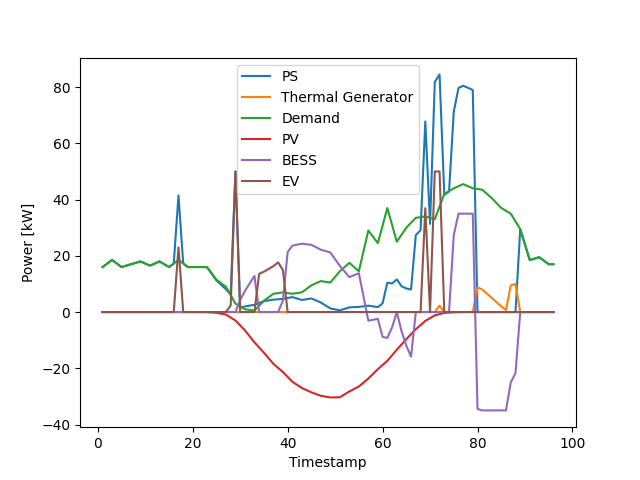 PS
Thermal Generator
Demand
PV
BESS
EV
Power [kW]
80
60
40
20
0
−20
−40
0 20 40 60 80 100
Timestamp